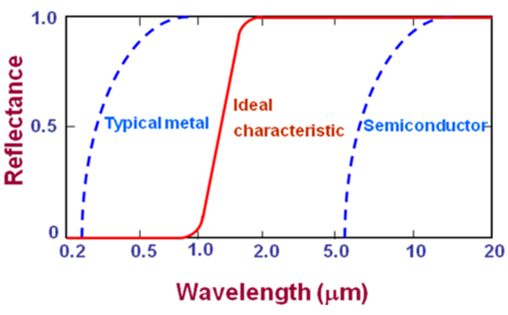 1.0
0.5
0
Reflectance
Typical metal
Ideal
characteristic
Semiconductor
0.2 0.5 1.0 2.0 5.0 10 20
Wavelength (μm)